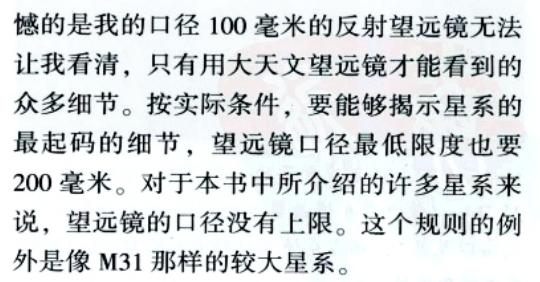 憾的是我的口径 100 毫米的反射望远镜无法
让我看清，只有用大天文望远镜才能看到的
众多细节。按实际条件，要能够揭示星系的
最起码的细节，望远镜口径最低限度也要
200 毫米。对于本书中所介绍的许多星系来
说，望远镜的口径没有上限。这个规则的例
外是像 M31 那样的较大星系。